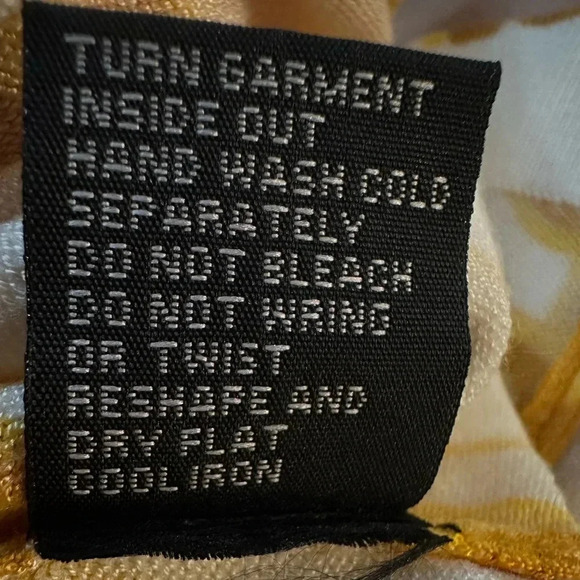 TURN GARMENT
INSIDE OUT
HAND WASH COLD
SEPARATELY
DO NOT BLEACH
DO NOT WRING
OR TWIST
RESHAPE AND
DRY FLAT
COOL IRON